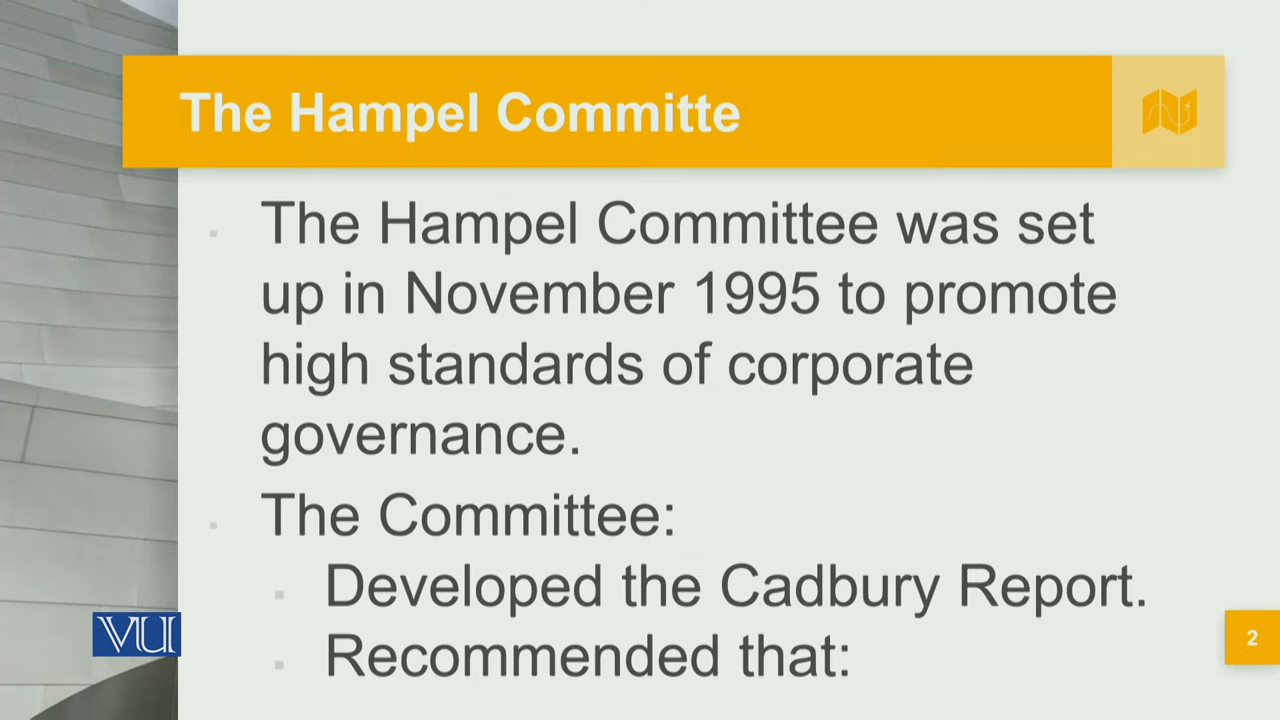 The Hampel Committe
The Hampel Committee was set
up in November 1995 to promote
high standards of corporate
governance.
The Committee:
Developed the Cadbury Report.
Recommended that:
VU
2